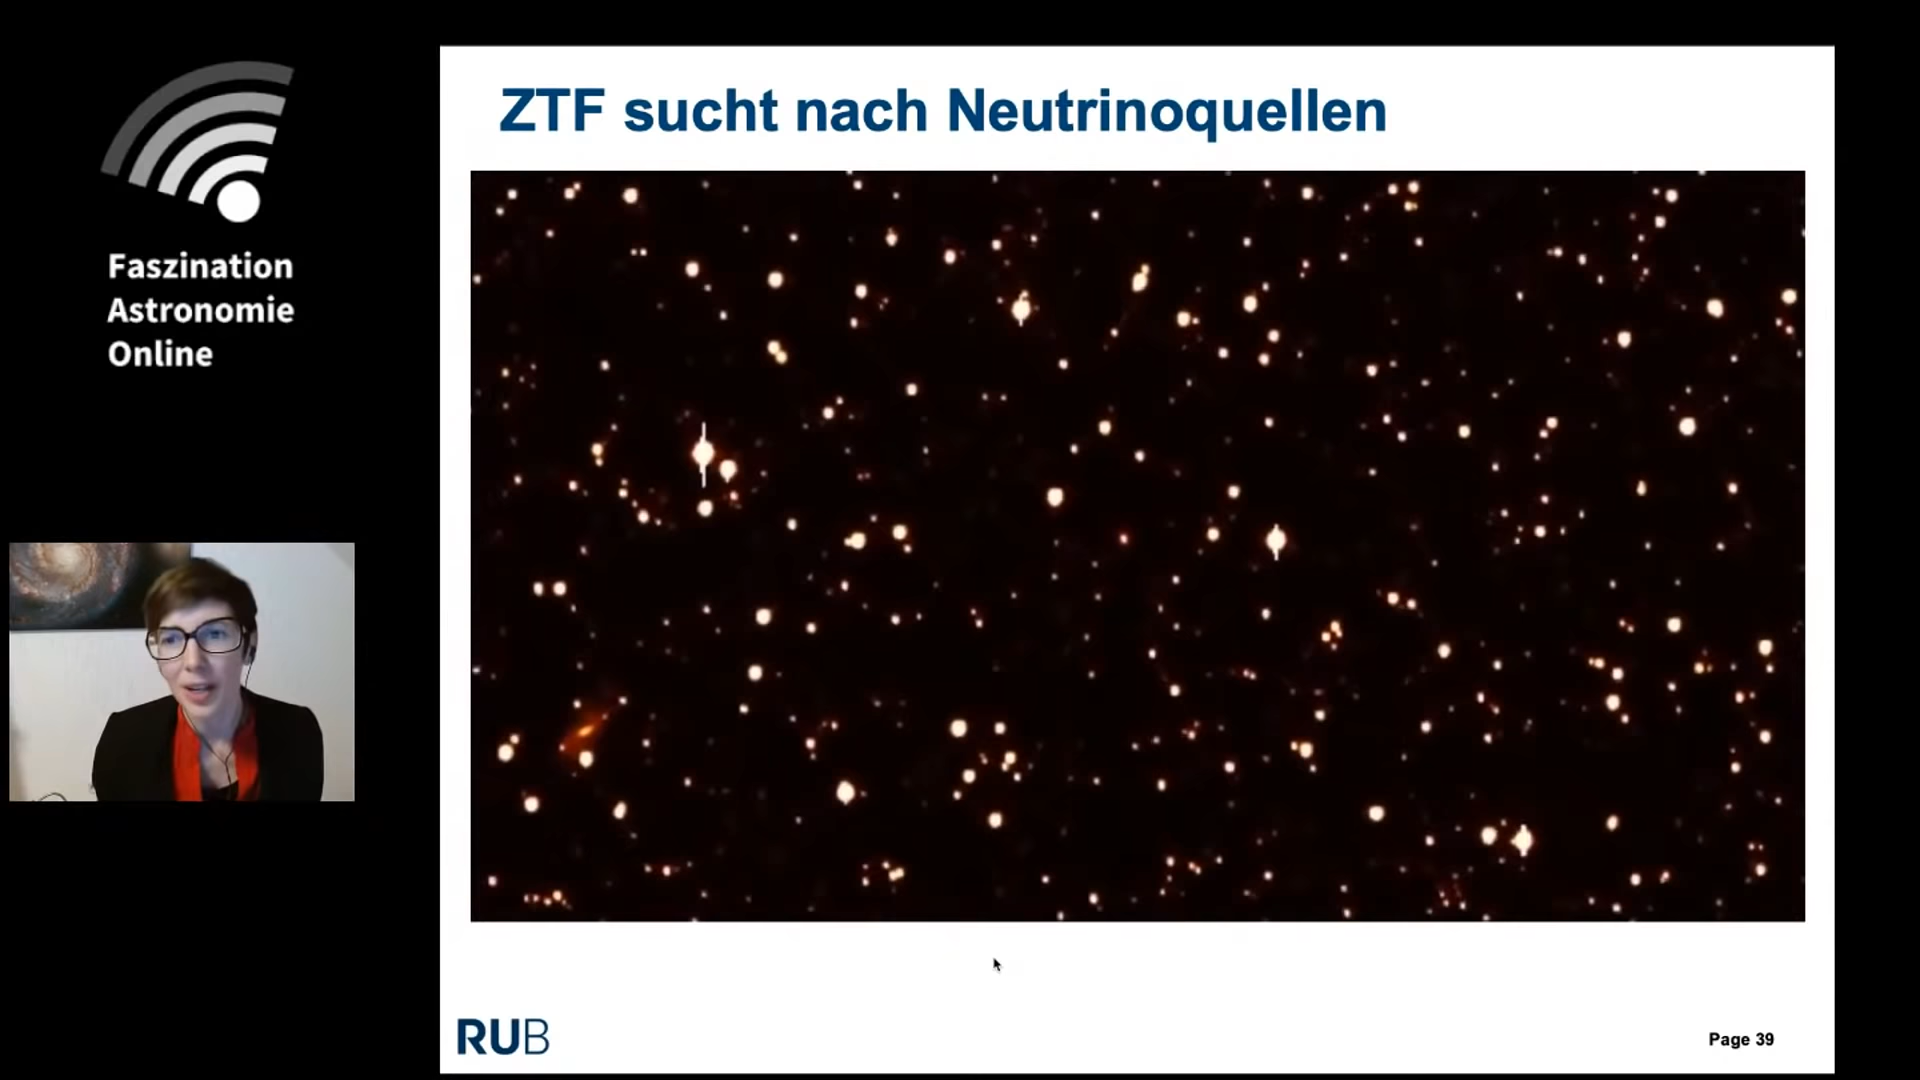 Faszination
Astronomie
Online
ZTF sucht nach Neutrinoquellen
RUB
Page 39